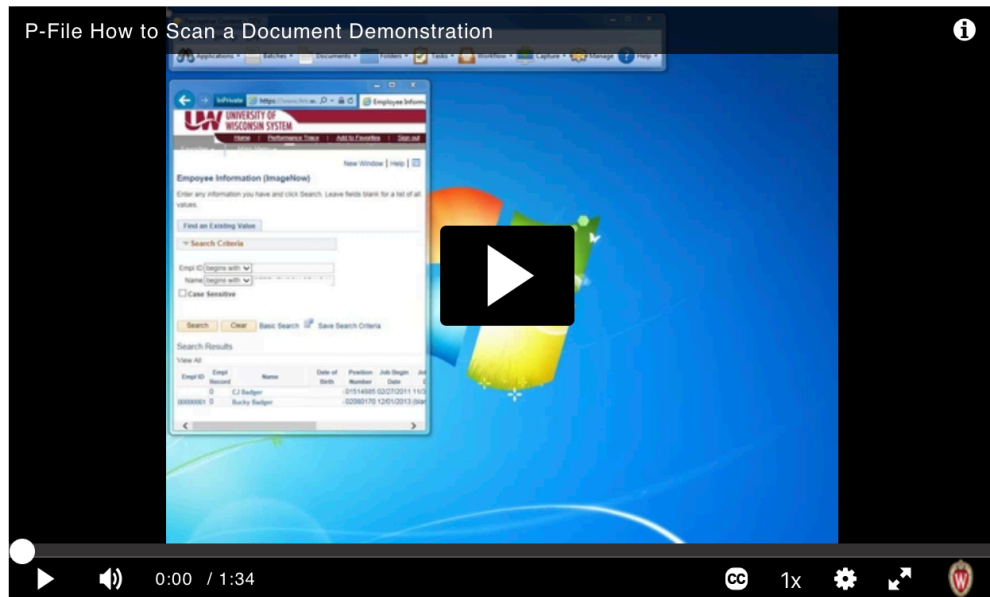 P-File How to Scan a Document Demonstration
Applications Batches Documents Folders Tasks Workflow Capture Manage Help
InPrivate Employee Inform
UNIVERSITY OF
WISCONSIN SYSTEM
Home | Performance Trace | Add to Favorites | Sign out
New Window | Help |
Empoyee Information (ImageNow)
Enter any information you have and click Search. Leave fields blank for a list of all
values.
Find an Existing Value
Search Criteria
Empl ID begins with
Name begins with
Case Sensitive
Search Clear Basic Search Save Search Criteria
Search Results
View All
Empl ID Empl Record Name Date of Birth Position Number Job Begin Date
0 CJ Badger 01514685 02/27/2011
00000001 0 Bucky Badger 02080170 12/01/2013 (blan
0:00 / 1:34
CC 1x W